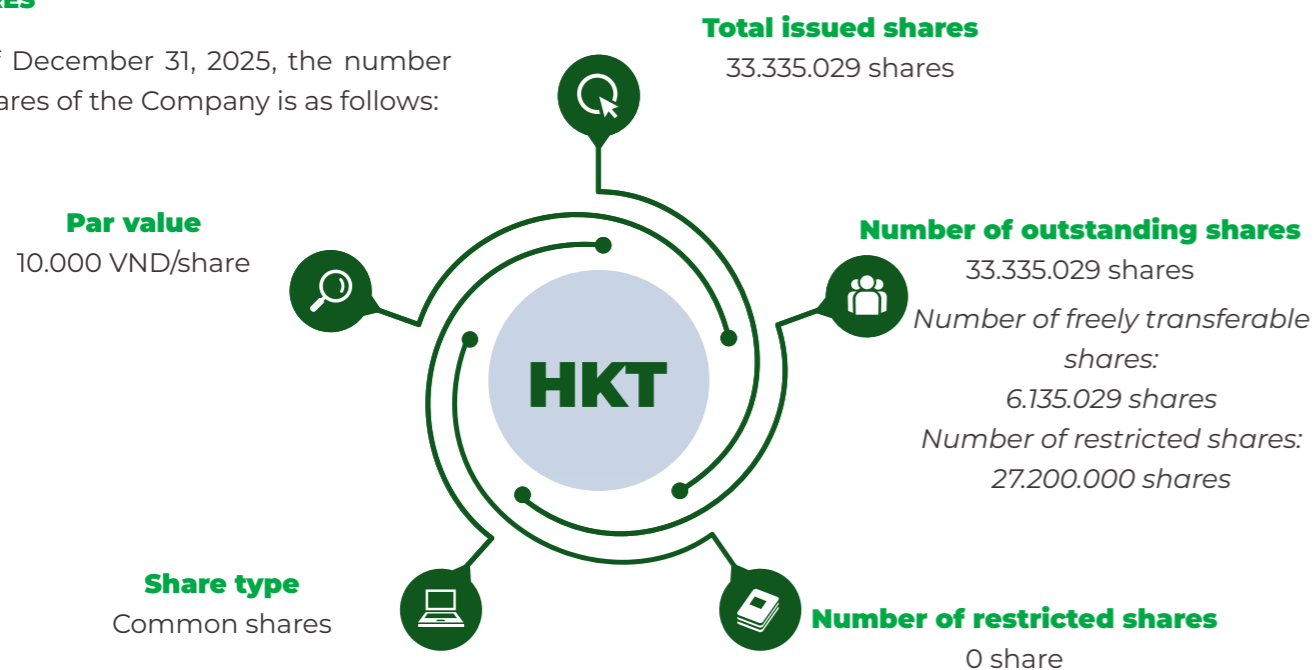 December 31, 2025, the number
of the Company is as follows:
Total issued shares
33.335.029 shares
Par value
10.000 VND/share
Number of outstanding shares
33.335.029 shares
Number of freely transferable
shares:
6.135.029 shares
Number of restricted shares:
27.200.000 shares
HKT
Share type
Common shares
Number of restricted shares
0 share